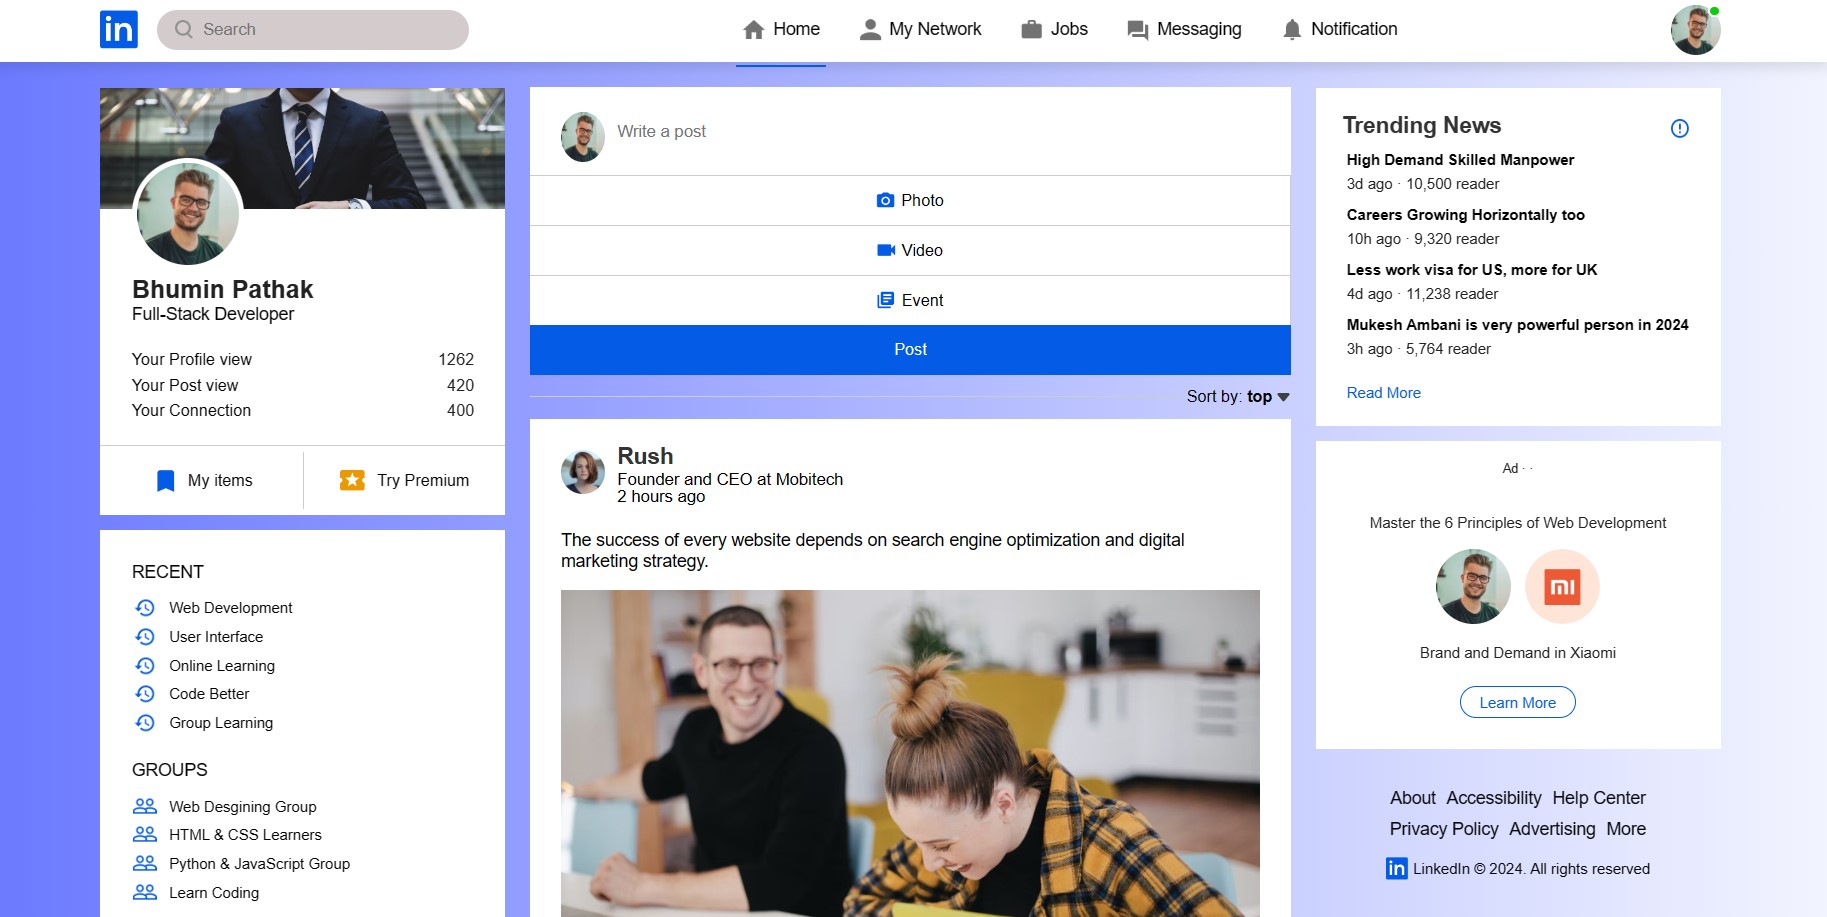 in
Search
Home
My Network
Jobs
Messaging
Notification
Bhumin Pathak
Full-Stack Developer
Your Profile view 1262
Your Post view 420
Your Connection 400
My items
Try Premium
RECENT
Web Development
User Interface
Online Learning
Code Better
Group Learning
GROUPS
Web Desgining Group
HTML & CSS Learners
Python & JavaScript Group
Learn Coding
Write a post
Photo
Video
Event
Post
Sort by: top
Rush
Founder and CEO at Mobitech
2 hours ago
The success of every website depends on search engine optimization and digital
marketing strategy.
Trending News
High Demand Skilled Manpower
3d ago · 10,500 reader
Careers Growing Horizontally too
10h ago · 9,320 reader
Less work visa for US, more for UK
4d ago · 11,238 reader
Mukesh Ambani is very powerful person in 2024
3h ago · 5,764 reader
Read More
Ad · ·
Master the 6 Principles of Web Development
mi
Brand and Demand in Xiaomi
Learn More
About Accessibility Help Center
Privacy Policy Advertising More
in LinkedIn © 2024. All rights reserved